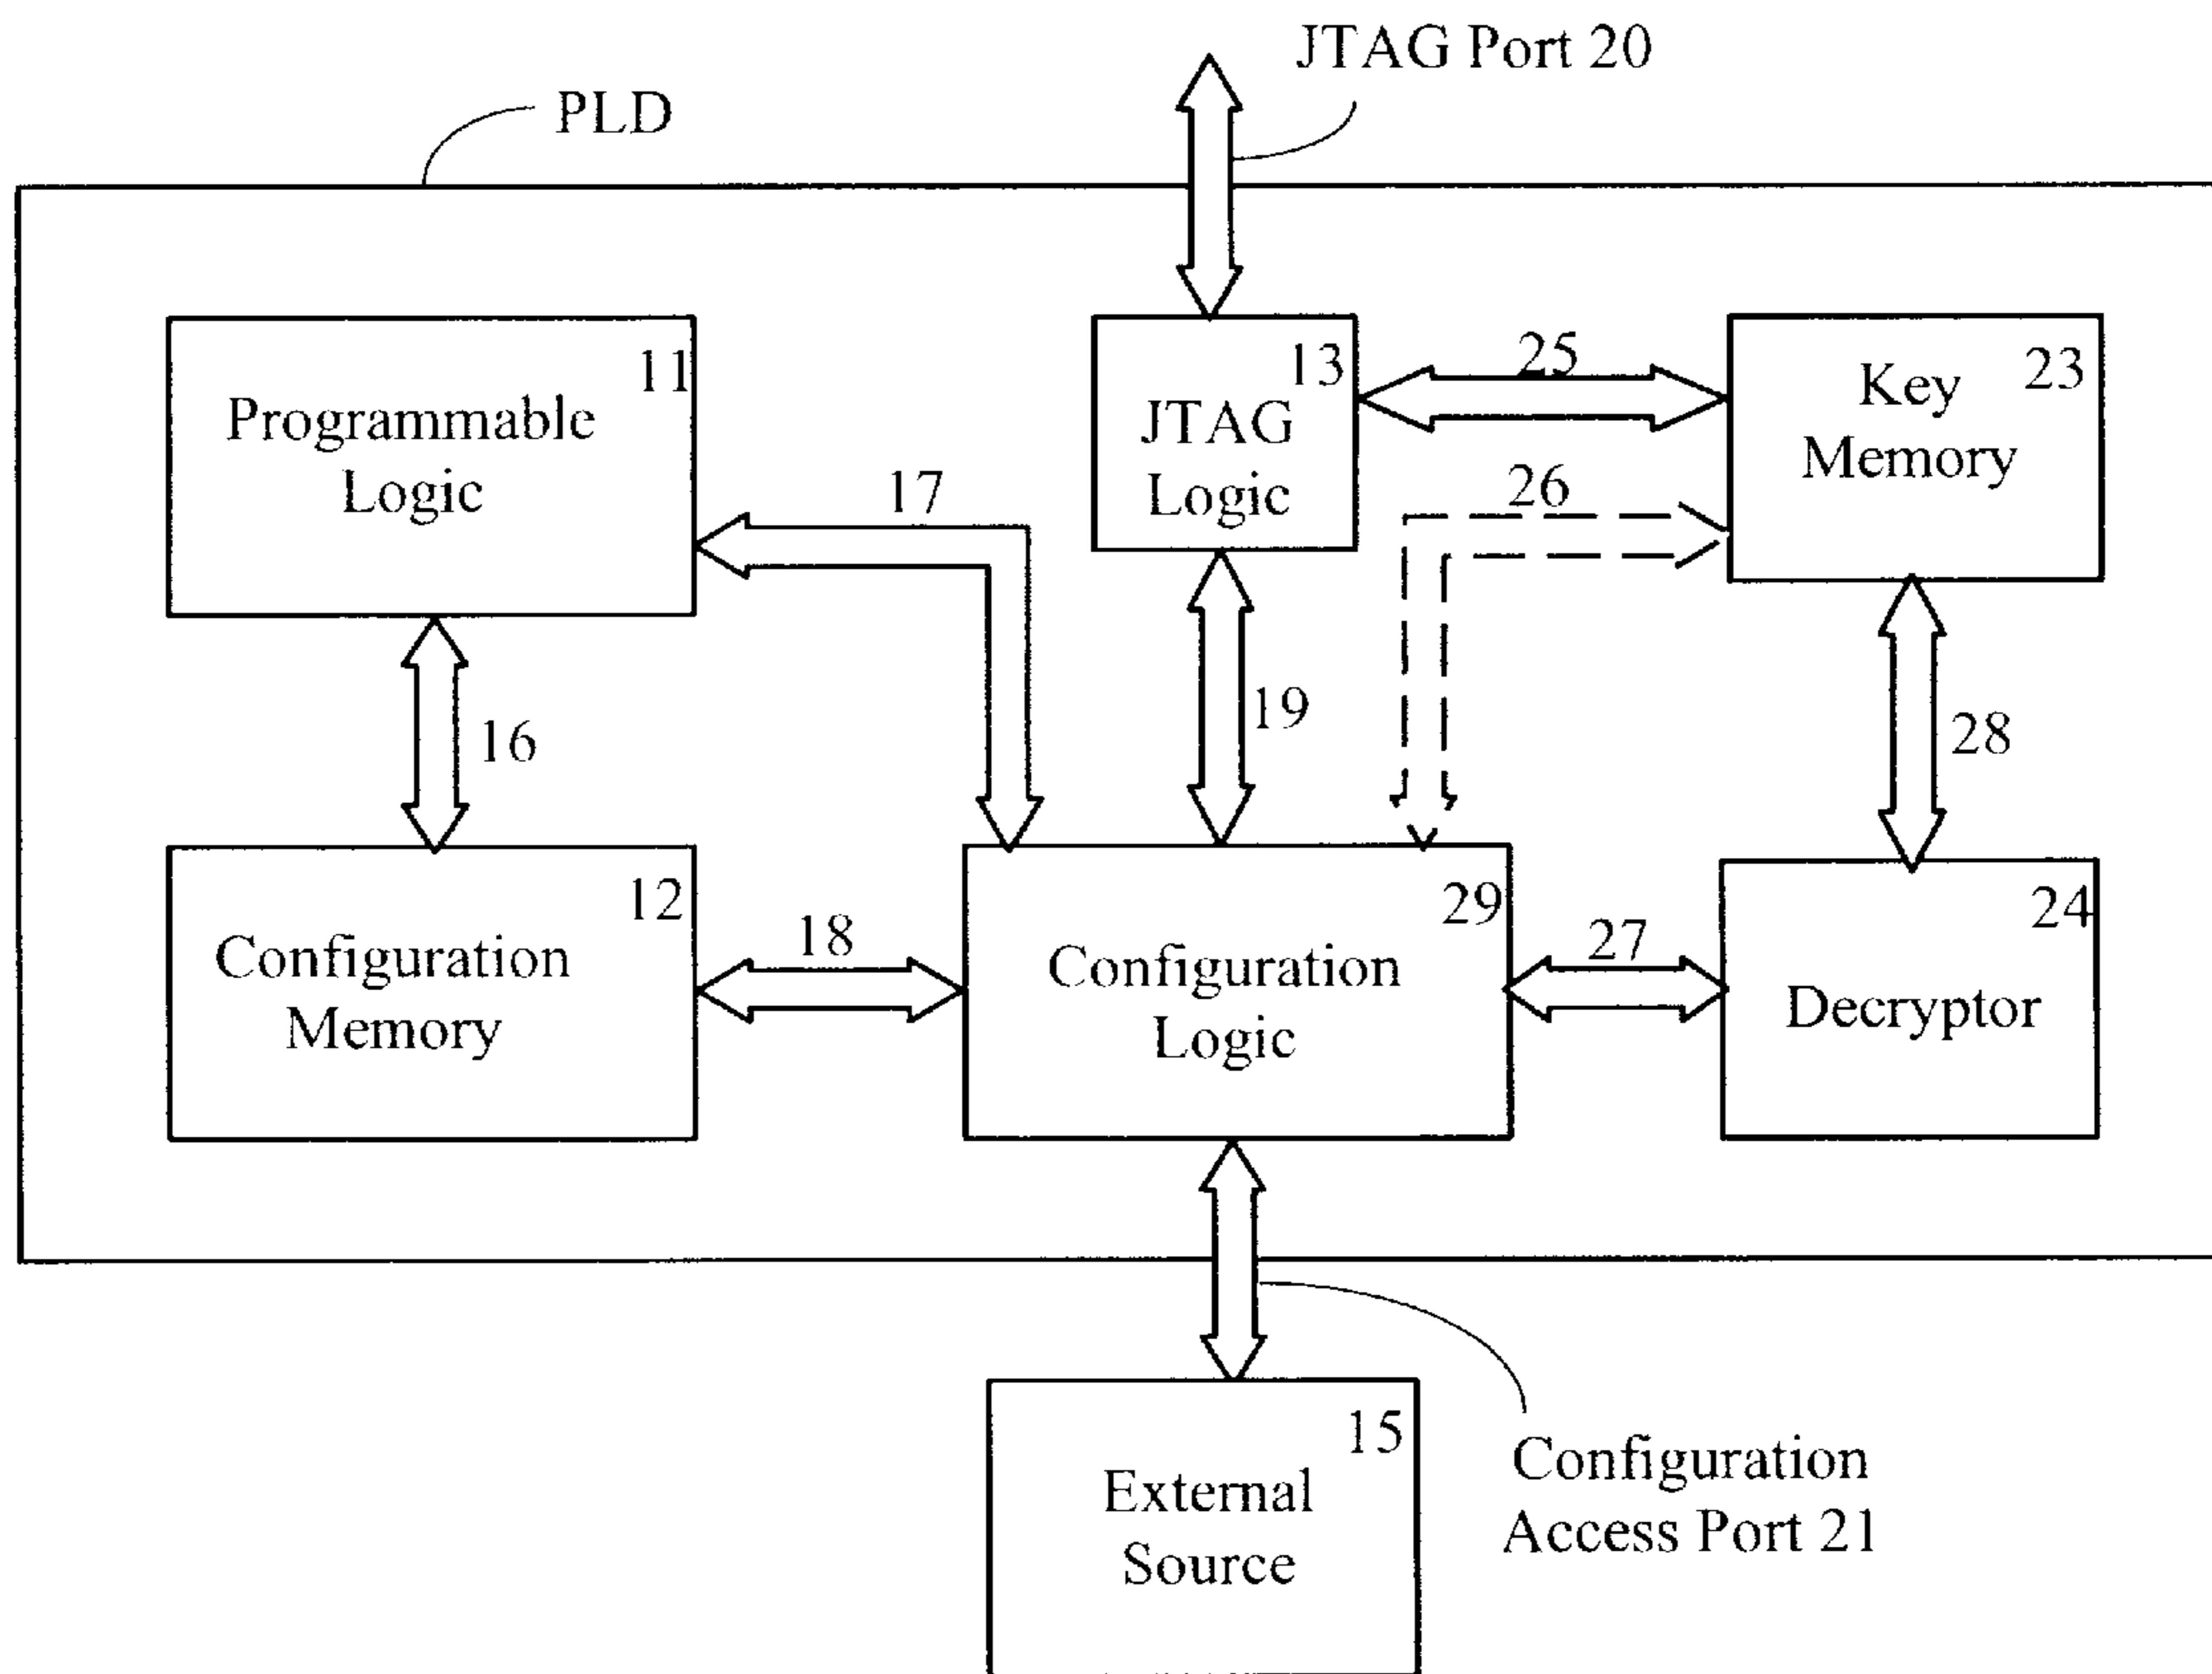 JTAG Port 20
PLD
11
Programmable
Logic
13
JTAG
Logic
25
23
Key
Memory
17
26
16
19
28
12
Configuration
Memory
18
29
Configuration
Logic
27
24
Decryptor
15
External
Source
Configuration
Access Port 21